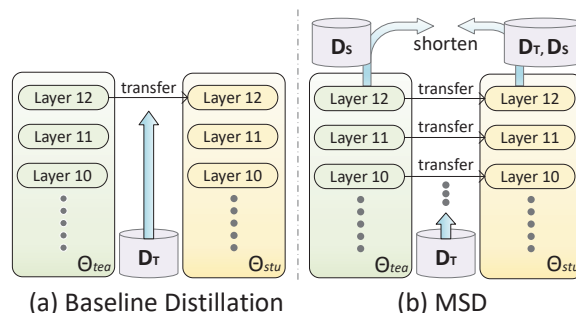 transfer
Layer 12
Layer 11
Layer 10
Θtea
DT
Layer 12
Layer 11
Layer 10
Θstu
(a) Baseline Distillation
DS
shorten
DT, DS
Layer 12
Layer 11
Layer 10
Θtea
transfer
transfer
transfer
DT
Layer 12
Layer 11
Layer 10
Θstu
(b) MSD